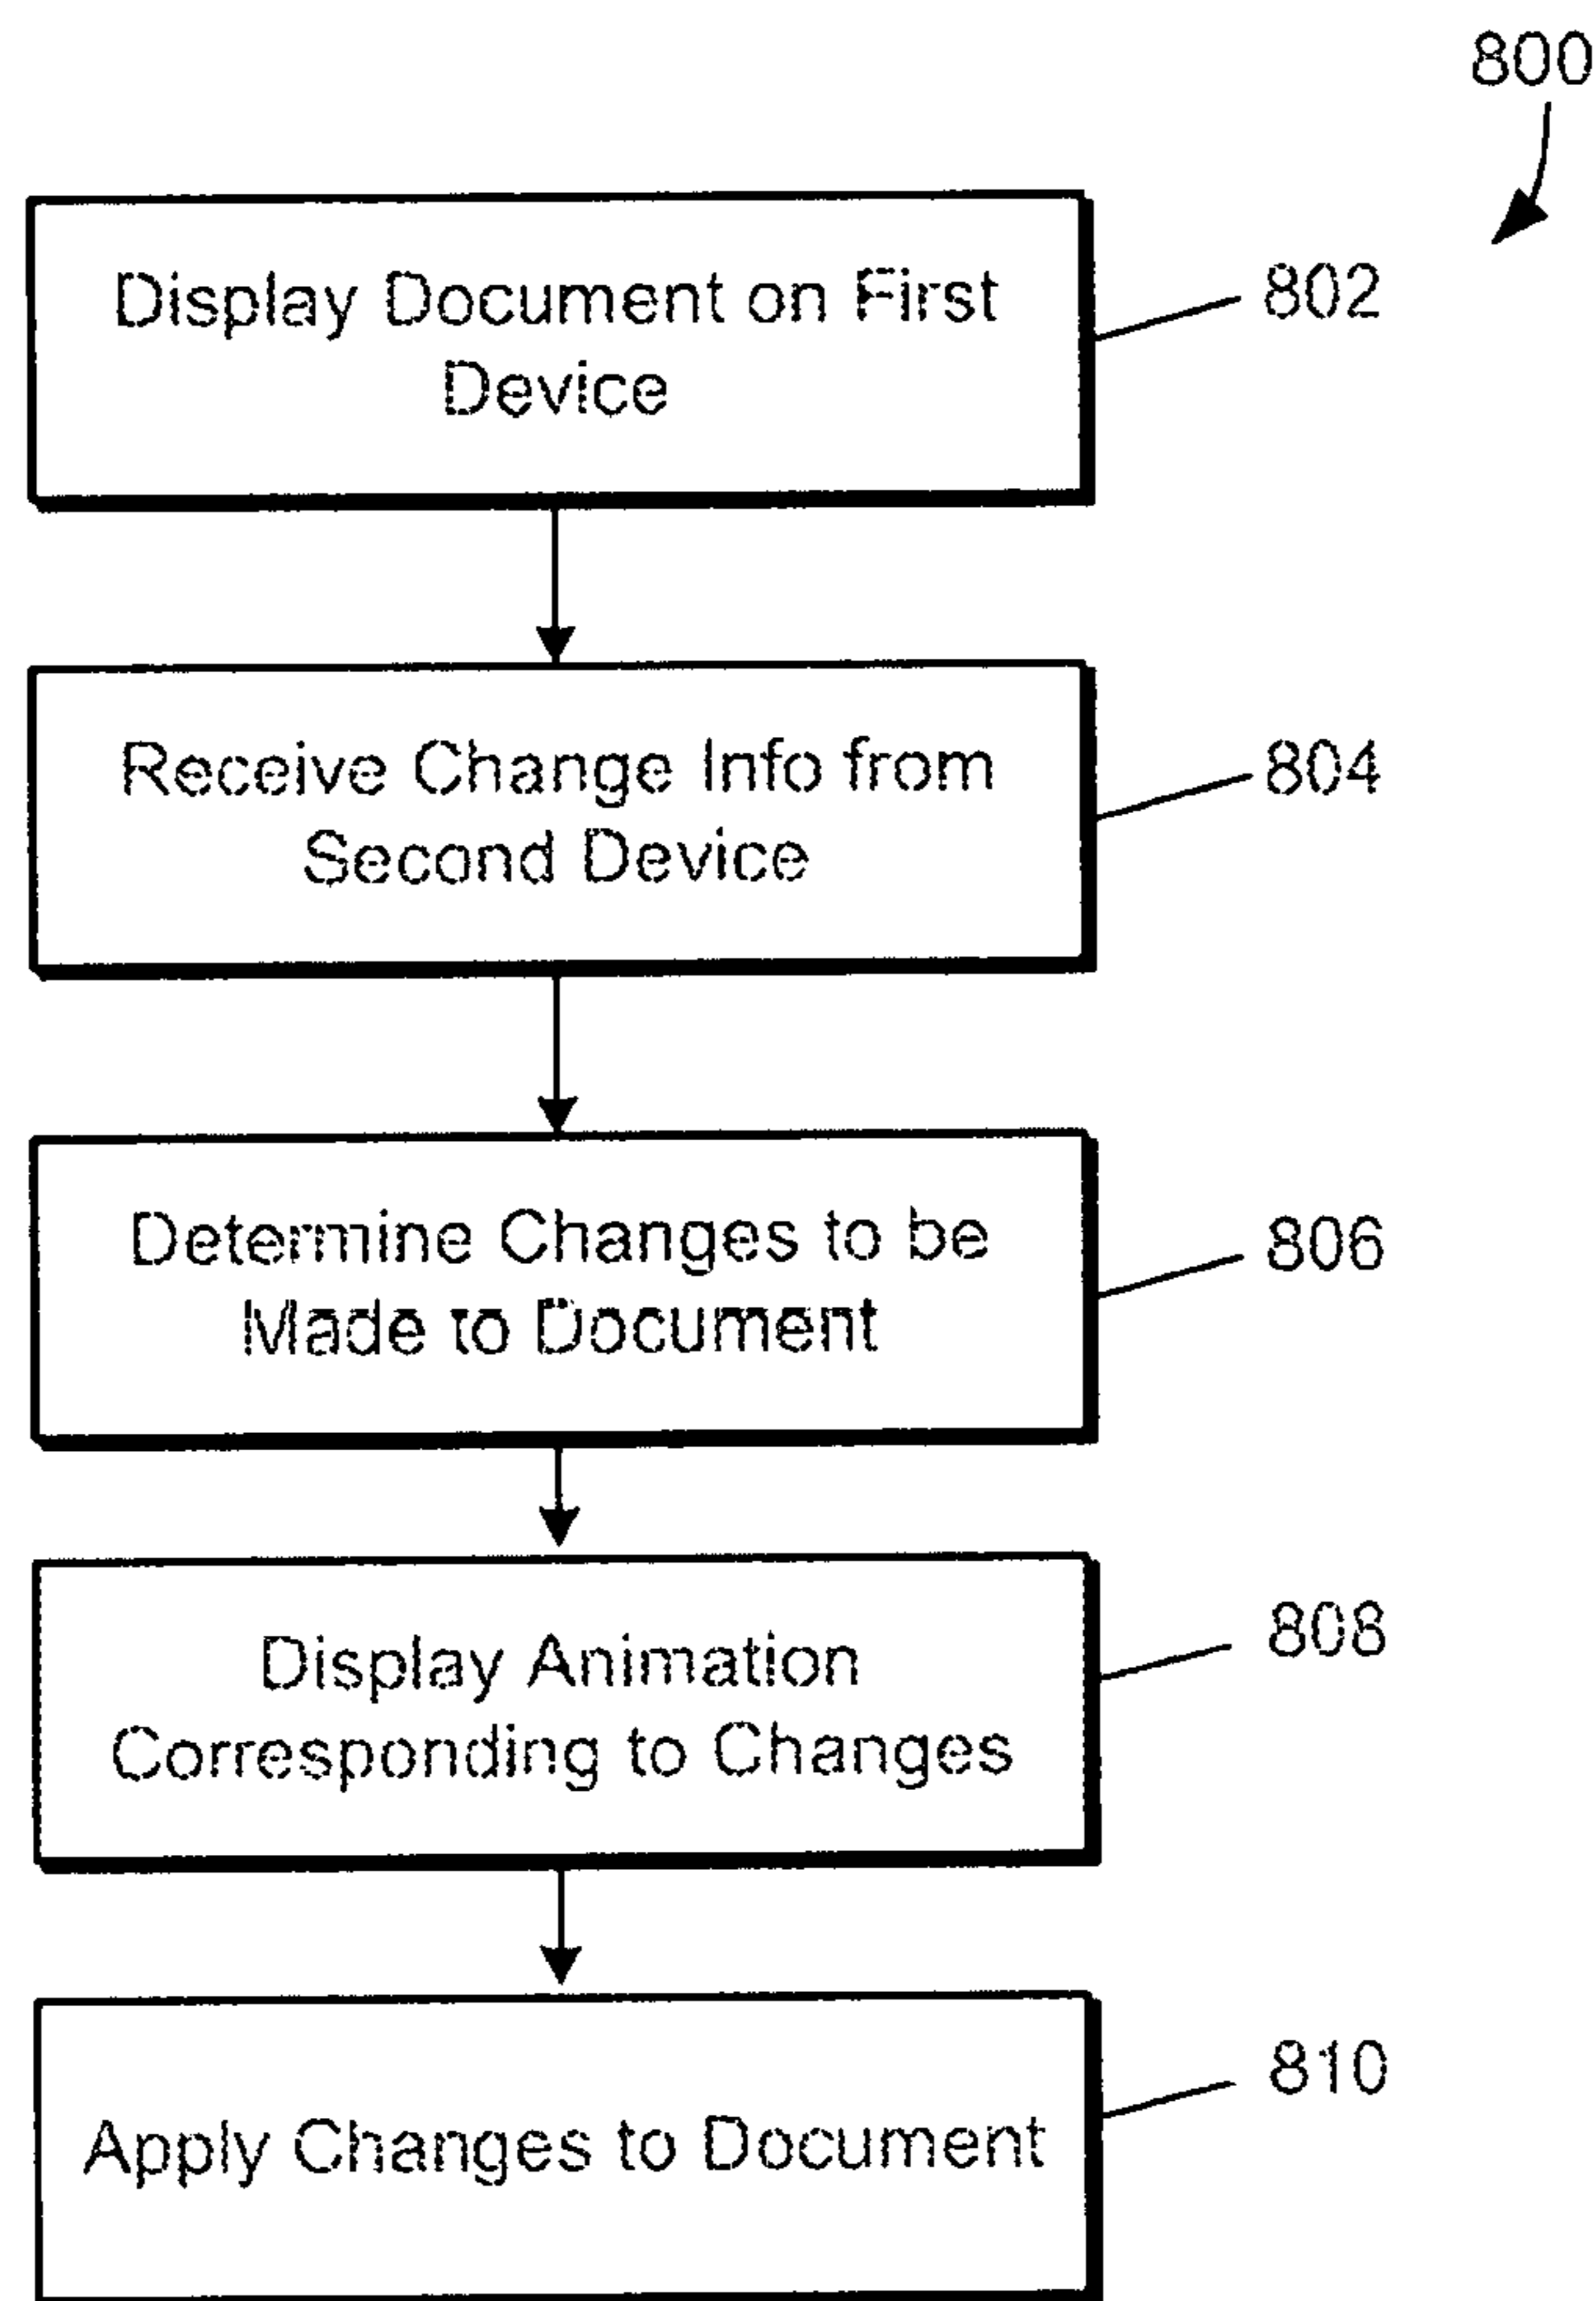 800
Display Document on First
Device
802
Receive Change Info from
Second Device
804
Determine Changes to be
Made to Document
806
Display Animation
Corresponding to Changes
808
Apply Changes to Document
810